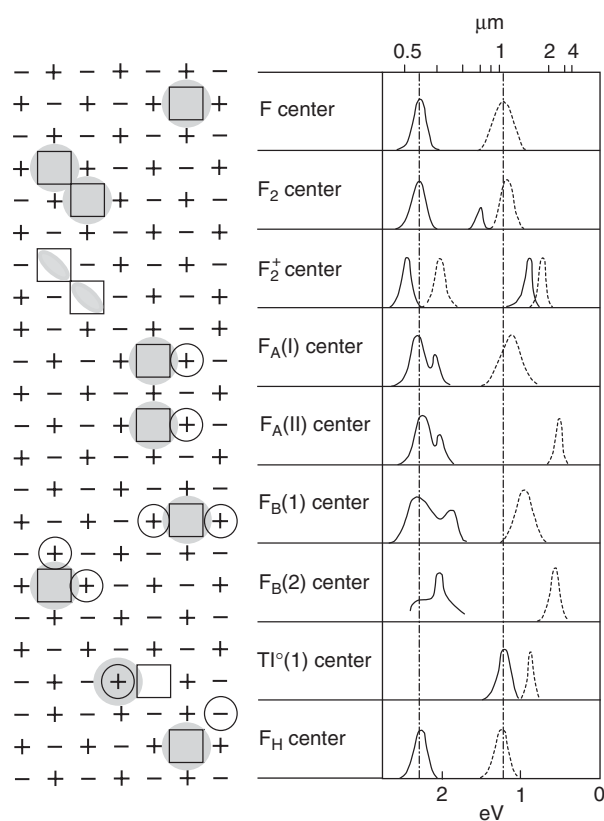 μm
0.5 1 2 4
F center
F₂ center
F₂⁺ center
FA(I) center
FA(II) center
FB(1) center
FB(2) center
Tl°(1) center
FH center
2 1 0
eV